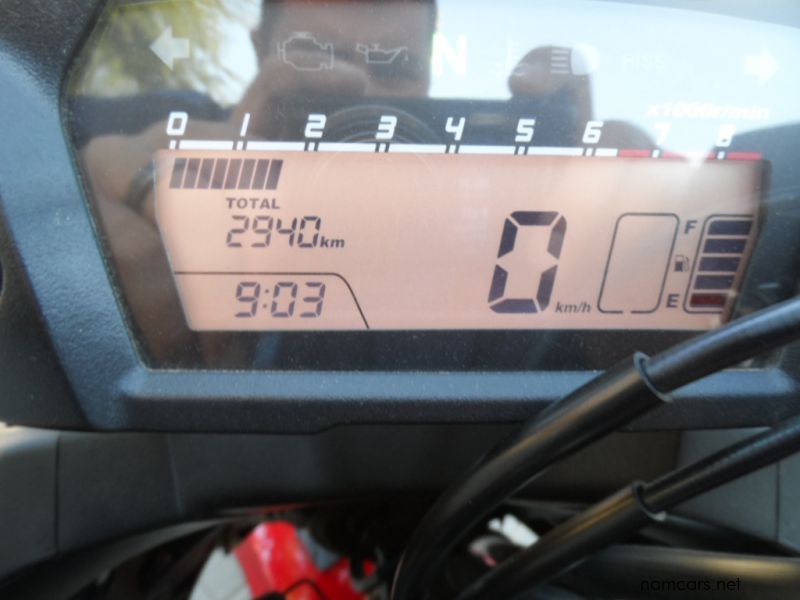 N HISS
x1000r/min
0 1 2 3 4 5 6 7 8
TOTAL
2940km
9:03
0 km/h
F
E
namcars.net